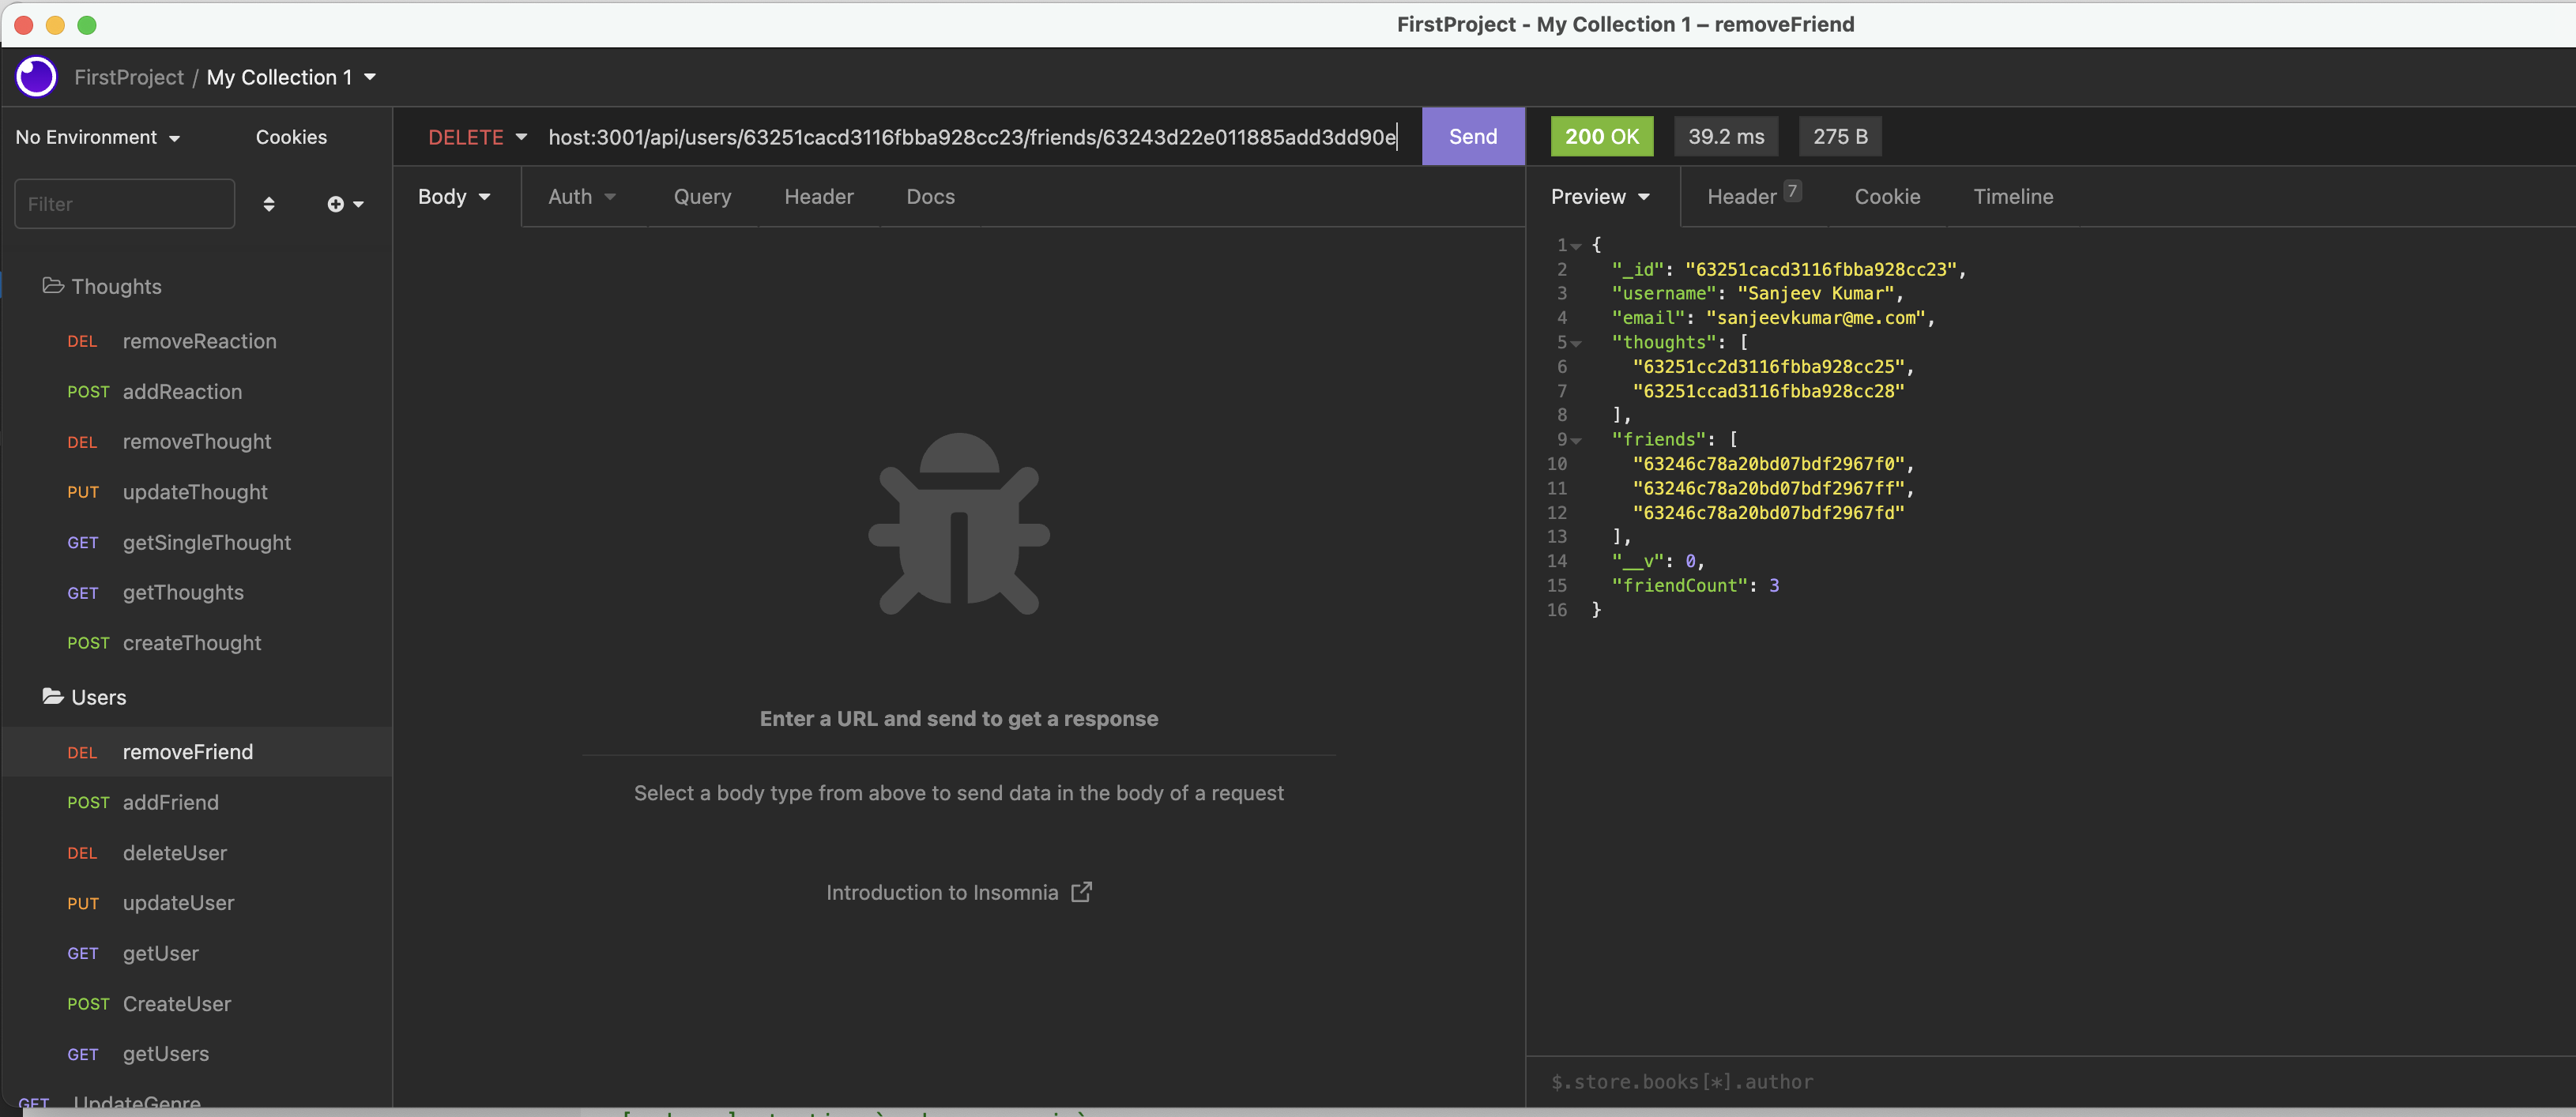 FirstProject - My Collection 1 – removeFriend
FirstProject / My Collection 1
No Environment
Cookies
DELETE
host:3001/api/users/63251cacd3116fbba928cc23/friends/63243d22e011885add3dd90e
Send
200 OK
39.2 ms
275 B
Filter
Body
Auth
Query
Header
Docs
Preview
Header 7
Cookie
Timeline
Thoughts
DEL removeReaction
POST addReaction
DEL removeThought
PUT updateThought
GET getSingleThought
GET getThoughts
POST createThought
Users
DEL removeFriend
POST addFriend
DEL deleteUser
PUT updateUser
GET getUser
POST CreateUser
GET getUsers
GET UpdateGenre
Enter a URL and send to get a response
Select a body type from above to send data in the body of a request
Introduction to Insomnia
1 {
2 "_id": "63251cacd3116fbba928cc23",
3 "username": "Sanjeev Kumar",
4 "email": "sanjeevkumar@me.com",
5 "thoughts": [
6 "63251cc2d3116fbba928cc25",
7 "63251ccad3116fbba928cc28"
8 ],
9 "friends": [
10 "63246c78a20bd07bdf2967f0",
11 "63246c78a20bd07bdf2967ff",
12 "63246c78a20bd07bdf2967fd"
13 ],
14 "__v": 0,
15 "friendCount": 3
16 }
$.store.books[*].author